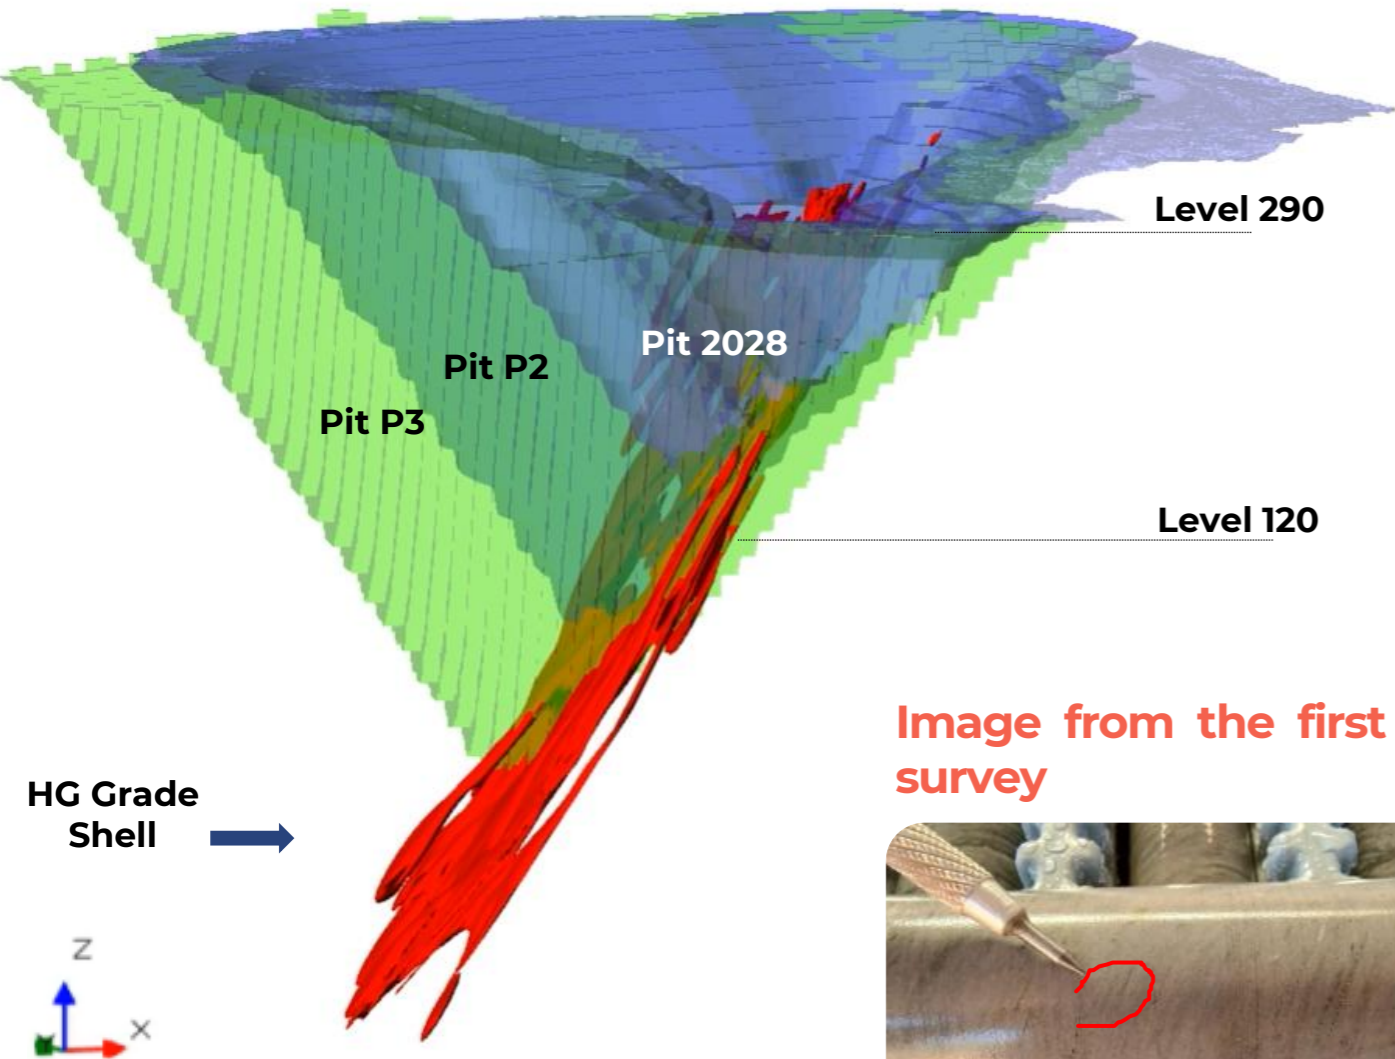 Level 290
Pit 2028
Pit P2
Pit P3
Level 120
Image from the first
survey
HG Grade
Shell
Z
X